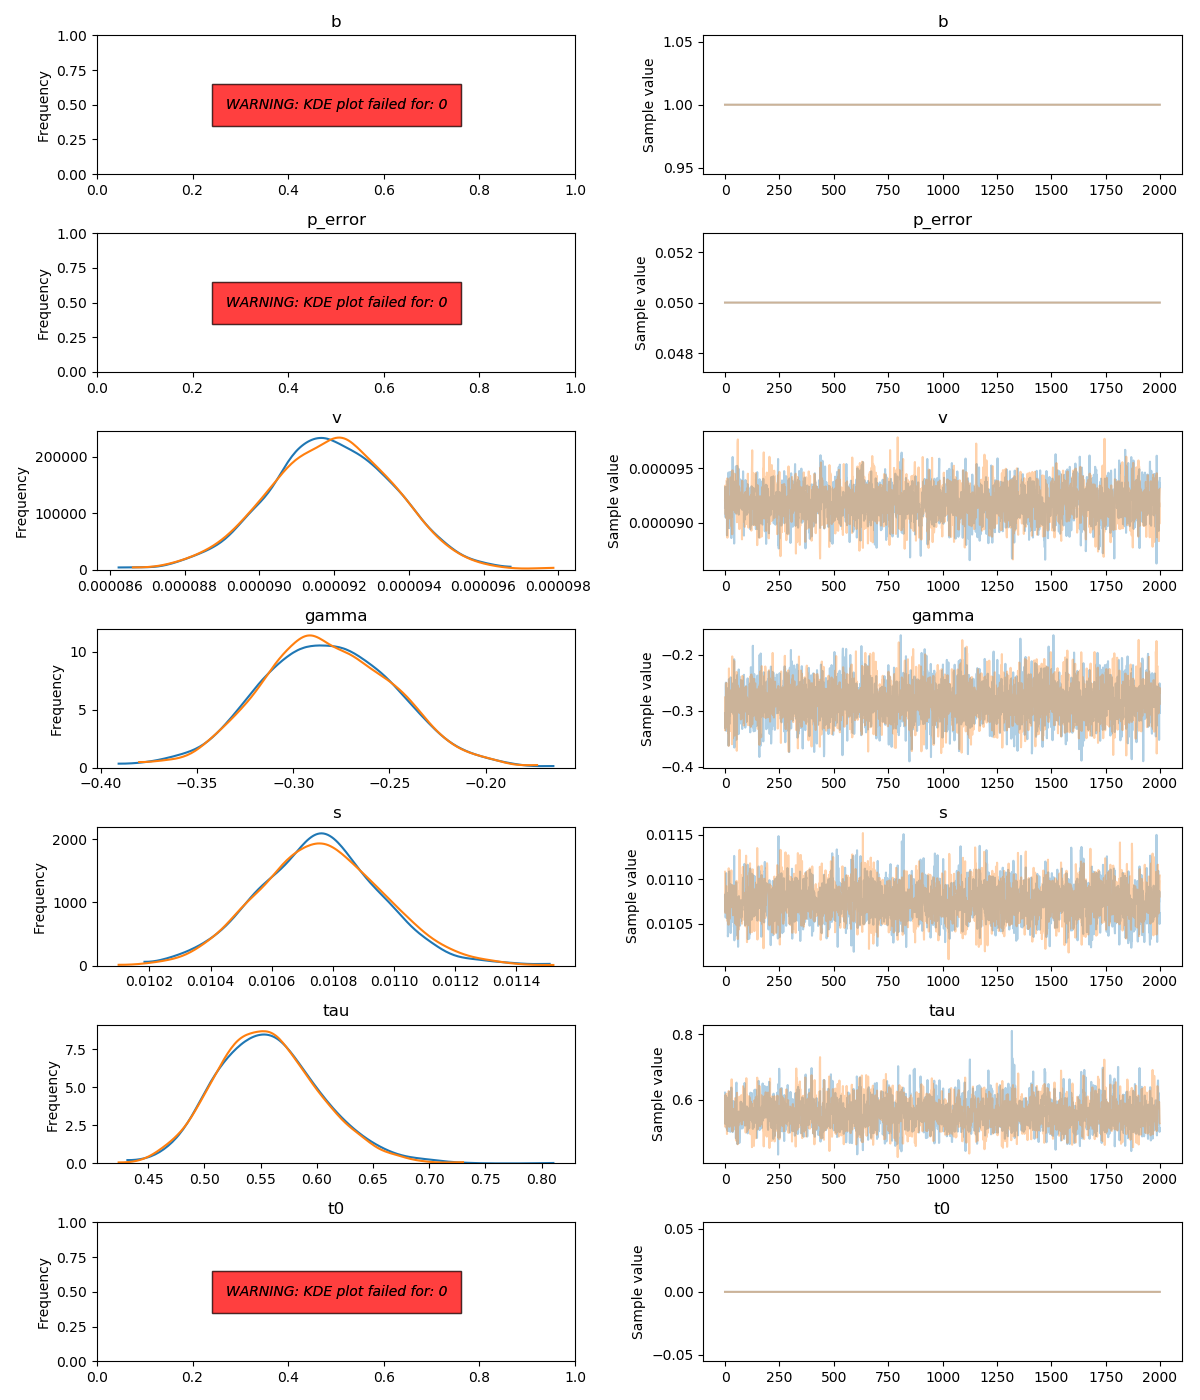 b
1.00
0.75
0.50
0.25
0.00
Frequency
WARNING: KDE plot failed for: 0
0.0 0.2 0.4 0.6 0.8 1.0
b
1.05
1.00
0.95
Sample value
0 250 500 750 1000 1250 1500 1750 2000
p_error
1.00
0.75
0.50
0.25
0.00
Frequency
WARNING: KDE plot failed for: 0
0.0 0.2 0.4 0.6 0.8 1.0
p_error
0.052
0.050
0.048
Sample value
0 250 500 750 1000 1250 1500 1750 2000
v
200000
100000
0
Frequency
0.000086 0.000088 0.000090 0.000092 0.000094 0.000096 0.000098
v
0.000095
0.000090
Sample value
0 250 500 750 1000 1250 1500 1750 2000
gamma
10
5
0
Frequency
−0.40 −0.35 −0.30 −0.25 −0.20
gamma
−0.2
−0.3
−0.4
Sample value
0 250 500 750 1000 1250 1500 1750 2000
s
2000
1000
0
Frequency
0.0102 0.0104 0.0106 0.0108 0.0110 0.0112 0.0114
s
0.0115
0.0110
0.0105
Sample value
0 250 500 750 1000 1250 1500 1750 2000
tau
7.5
5.0
2.5
0.0
Frequency
0.45 0.50 0.55 0.60 0.65 0.70 0.75 0.80
tau
0.8
0.6
Sample value
0 250 500 750 1000 1250 1500 1750 2000
t0
1.00
0.75
0.50
0.25
0.00
Frequency
WARNING: KDE plot failed for: 0
0.0 0.2 0.4 0.6 0.8 1.0
t0
0.05
0.00
−0.05
Sample value
0 250 500 750 1000 1250 1500 1750 2000